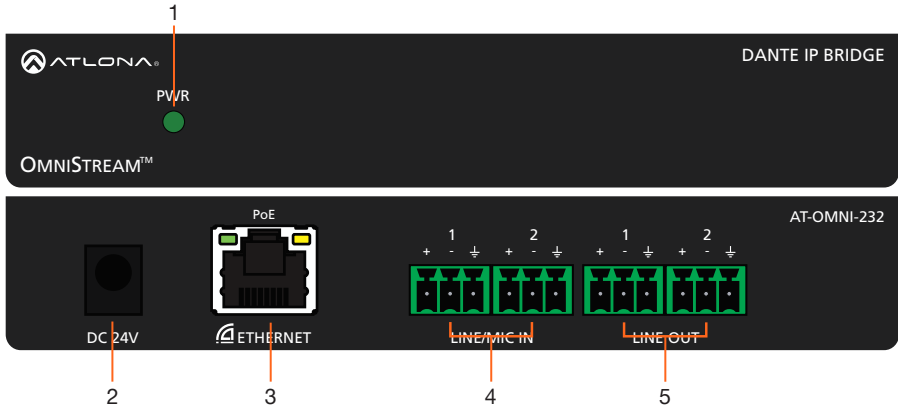 1
ATLONA®
DANTE IP BRIDGE
PWR
OMNISTREAM™
PoE
AT-OMNI-232
1 2 1 2
+ - + - + - + -
DC 24V
ETHERNET
LINE/MIC IN
LINE OUT
2 3 4 5